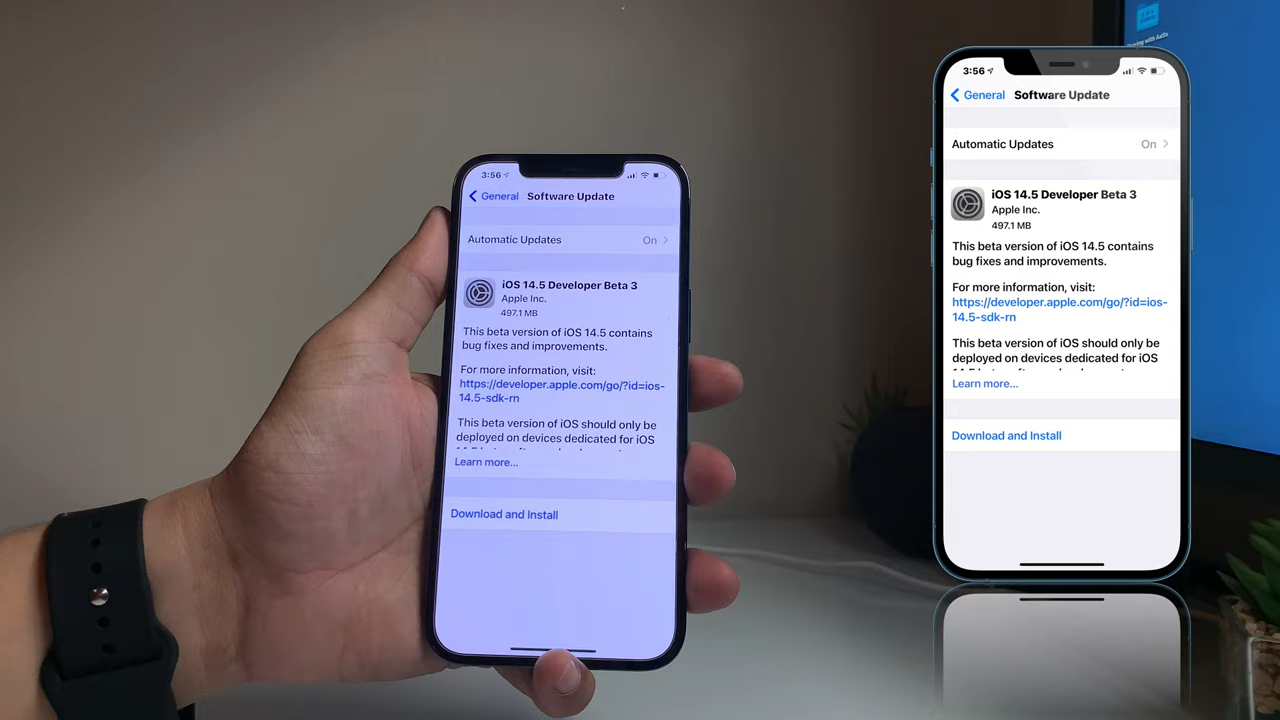 3:56
General Software Update
Automatic Updates On
iOS 14.5 Developer Beta 3
Apple Inc.
497.1 MB
This beta version of iOS 14.5 contains
bug fixes and improvements.
For more information, visit:
https://developer.apple.com/go/?id=ios-
14.5-sdk-rn
This beta version of iOS should only be
deployed on devices dedicated for iOS
Learn more...
Download and Install
3:56
General Software Update
Automatic Updates On
iOS 14.5 Developer Beta 3
Apple Inc.
497.1 MB
This beta version of iOS 14.5 contains
bug fixes and improvements.
For more information, visit:
https://developer.apple.com/go/?id=ios-
14.5-sdk-rn
This beta version of iOS should only be
deployed on devices dedicated for iOS
Learn more...
Download and Install